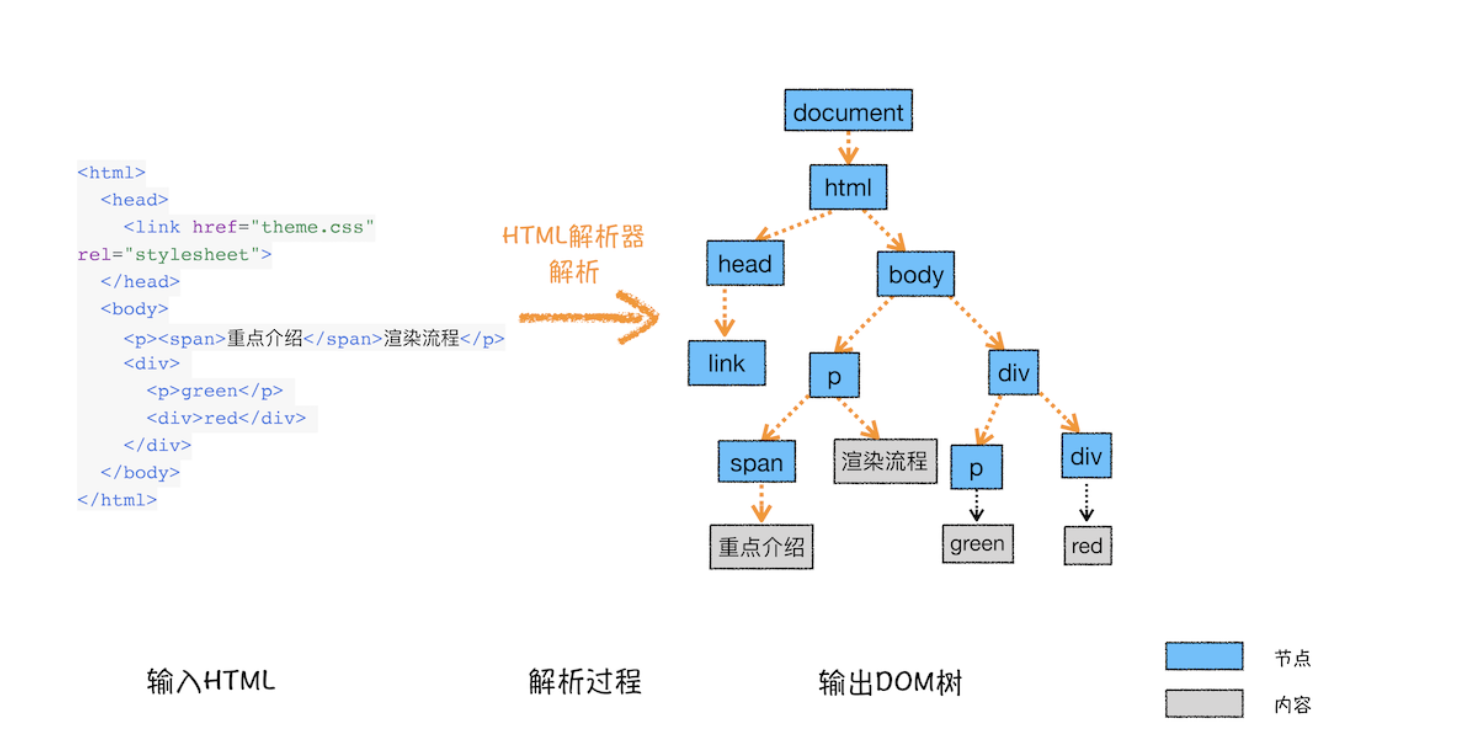 <html>
<head>
<link href="theme.css"
rel="stylesheet">
</head>
<body>
<p><span>重点介绍</span>渲染流程</p>
<div>
<p>green</p>
<div>red</div>
</div>
</body>
</html>
HTML解析器
解析
document
html
head
body
link
p
div
span
渲染流程
p
div
重点介绍
green
red
输入HTML
解析过程
输出DOM树
节点
内容